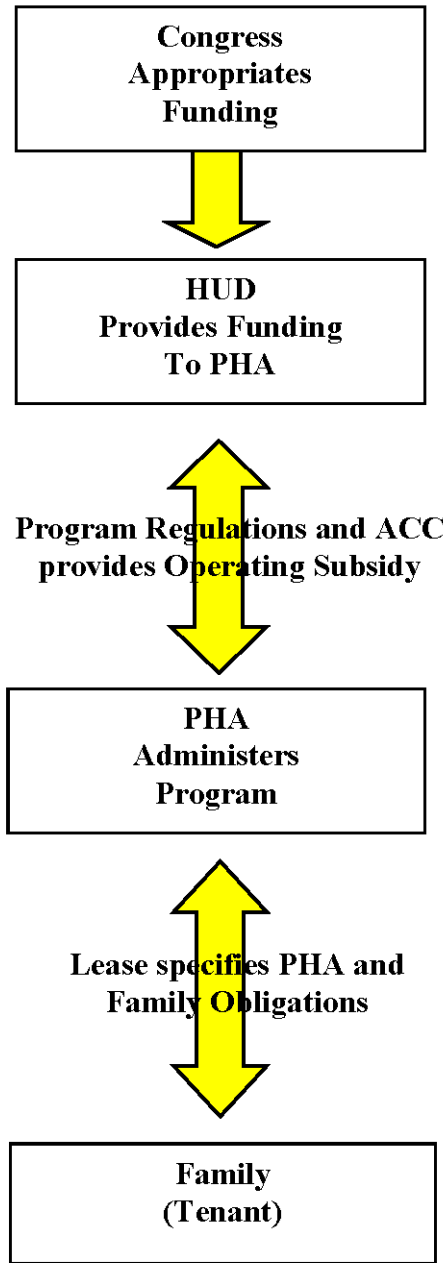 Congress
Appropriates
Funding
HUD
Provides Funding
To PHA
Program Regulations and ACC
provides Operating Subsidy
PHA
Administers
Program
Lease specifies PHA and
Family Obligations
Family
(Tenant)